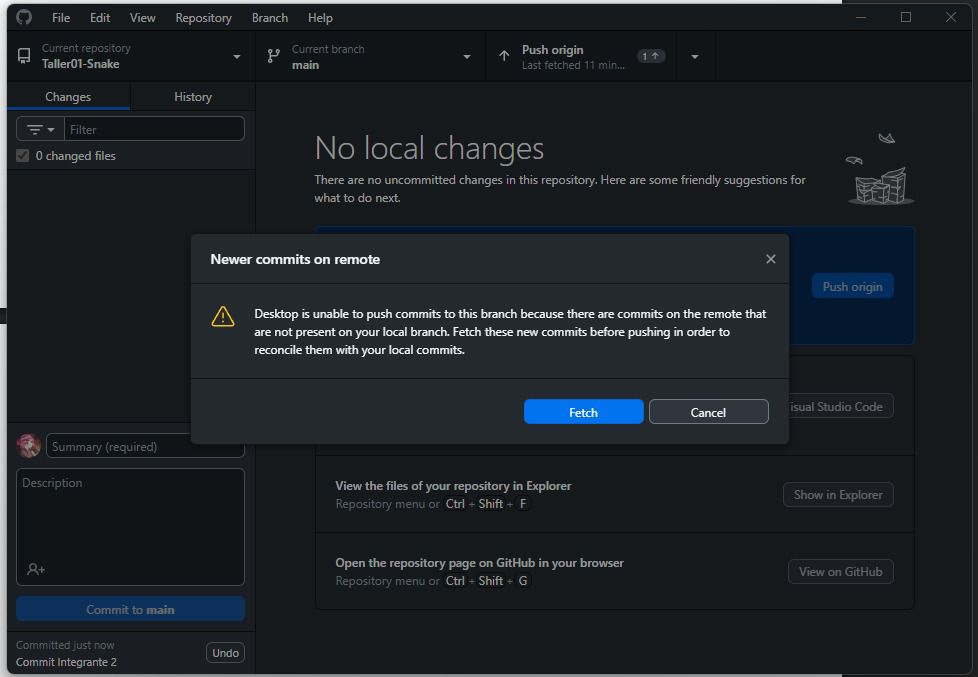 File Edit View Repository Branch Help
Current repository
Taller01-Snake
Current branch
main
Push origin
Last fetched 11 min...
1
Changes
History
Filter
0 changed files
No local changes
There are no uncommitted changes in this repository. Here are some friendly suggestions for
what to do next.
Push origin
Newer commits on remote
Desktop is unable to push commits to this branch because there are commits on the remote that
are not present on your local branch. Fetch these new commits before pushing in order to
reconcile them with your local commits.
Fetch
Cancel
isual Studio Code
View the files of your repository in Explorer
Repository menu or Ctrl + Shift + F
Show in Explorer
Open the repository page on GitHub in your browser
Repository menu or Ctrl + Shift + G
View on GitHub
Summary (required)
Description
Commit to main
Committed just now
Commit Integrante 2
Undo